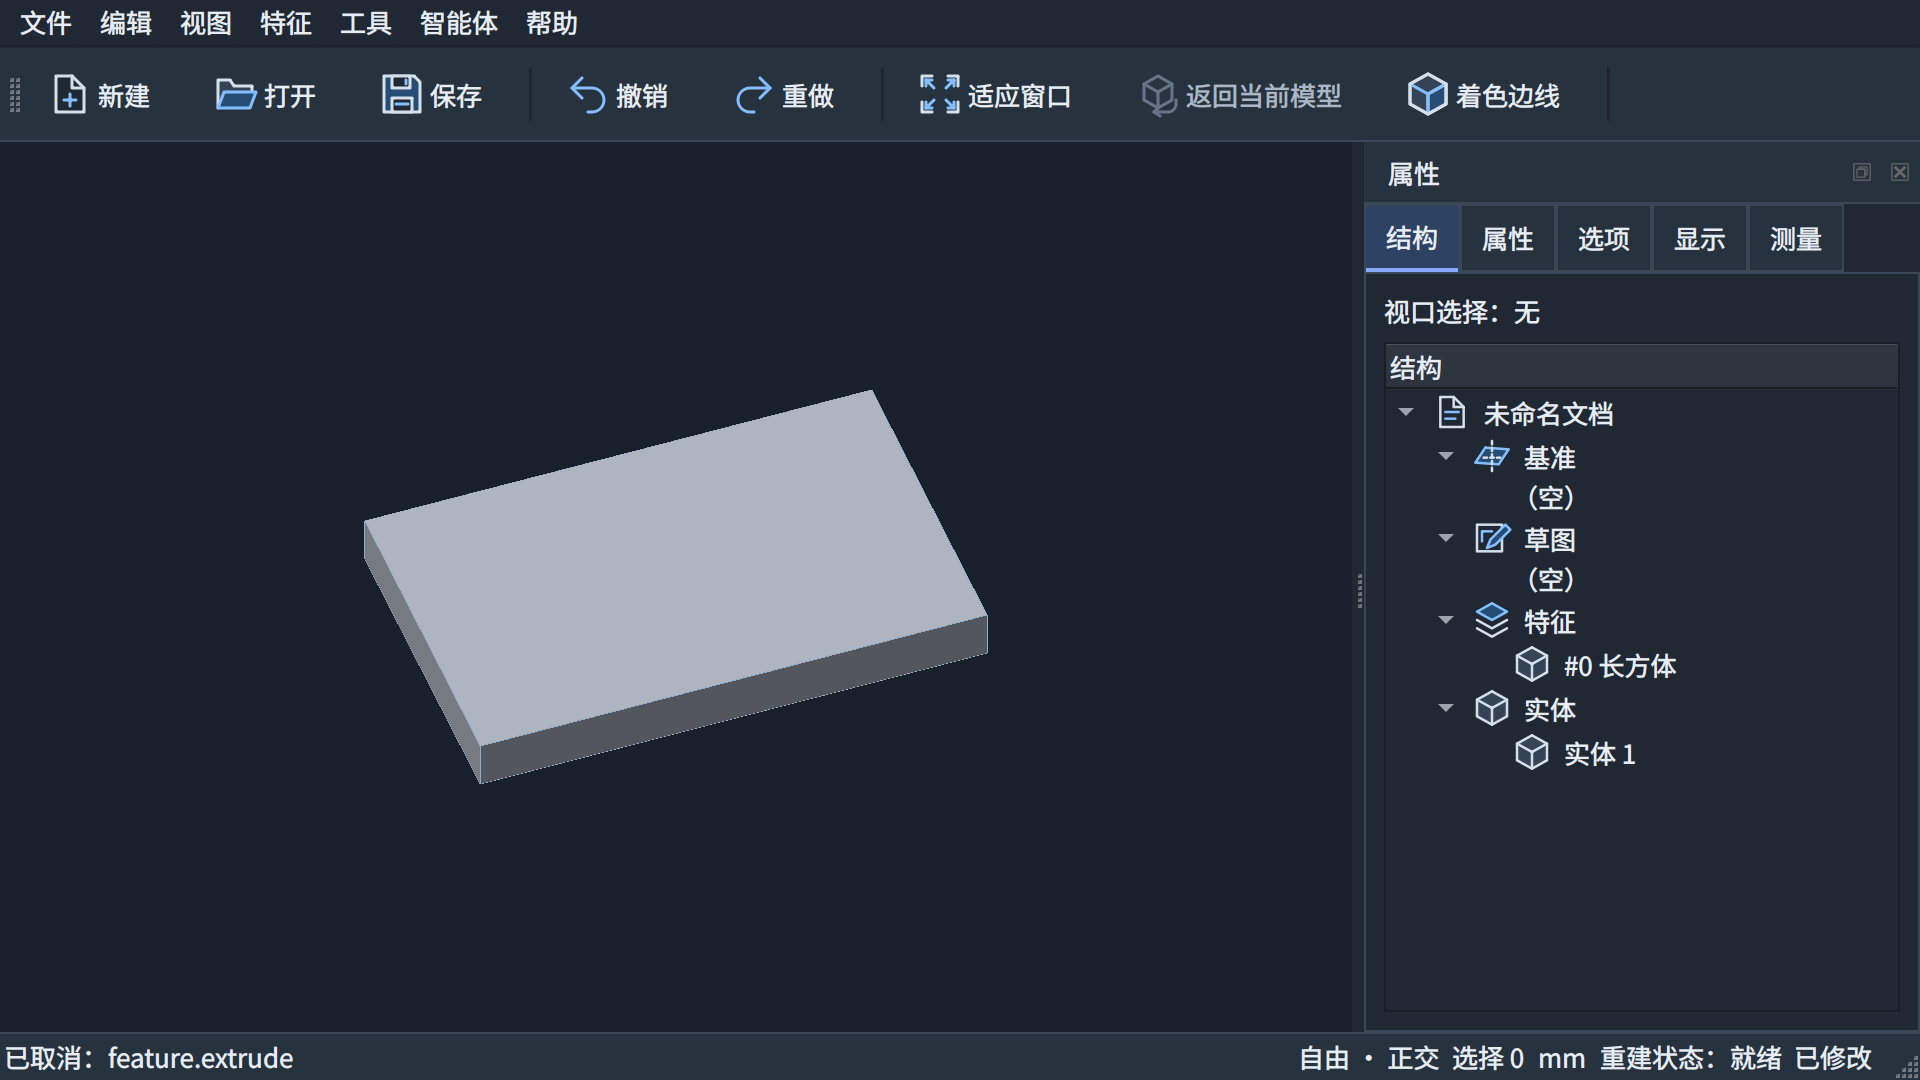 文件 编辑 视图 特征 工具 智能体 帮助
新建 打开 保存 撤销 重做 适应窗口 返回当前模型 着色边线
属性
结构 属性 选项 显示 测量
视口选择：无
结构
未命名文档
基准
（空）
草图
（空）
特征
#0 长方体
实体
实体 1
已取消：feature.extrude
自由 • 正交 选择 0 mm 重建状态：就绪 已修改